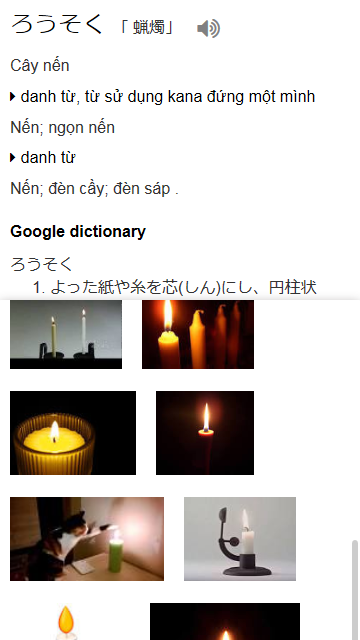 ろうそく 「 蝋燭」
Cây nến
danh từ, từ sử dụng kana đứng một mình
Nến; ngọn nến
danh từ
Nến; đèn cầy; đèn sáp .
Google dictionary
ろうそく
1. よった紙や糸を芯(しん)にし、円柱状